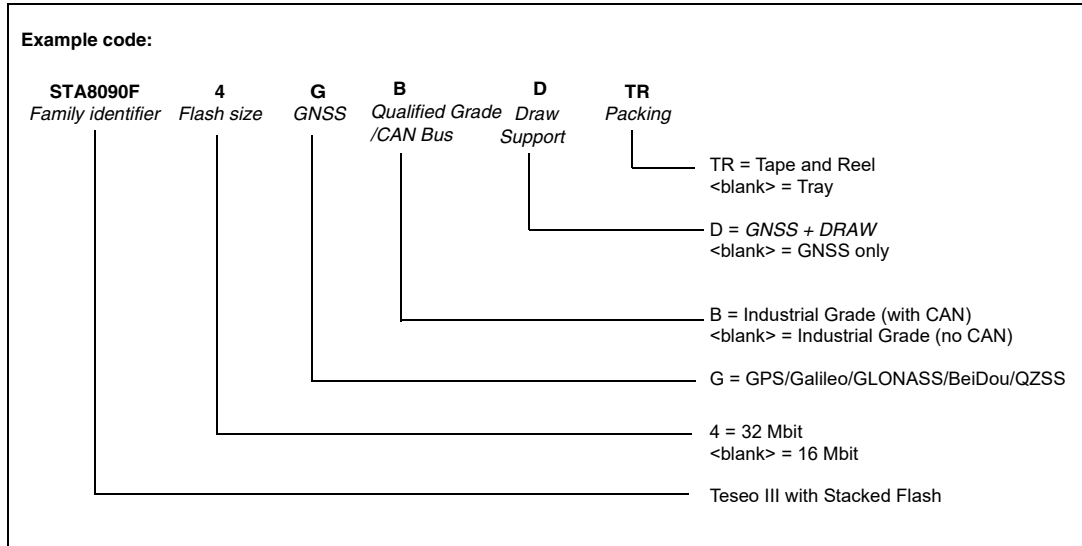 Example code:
STA8090F 4 G B D TR
Family identifier Flash size GNSS Qualified Grade Draw Packing
/CAN Bus Support
TR = Tape and Reel
<blank> = Tray
D = GNSS + DRAW
<blank> = GNSS only
B = Industrial Grade (with CAN)
<blank> = Industrial Grade (no CAN)
G = GPS/Galileo/GLONASS/BeiDou/QZSS
4 = 32 Mbit
<blank> = 16 Mbit
Teseo III with Stacked Flash